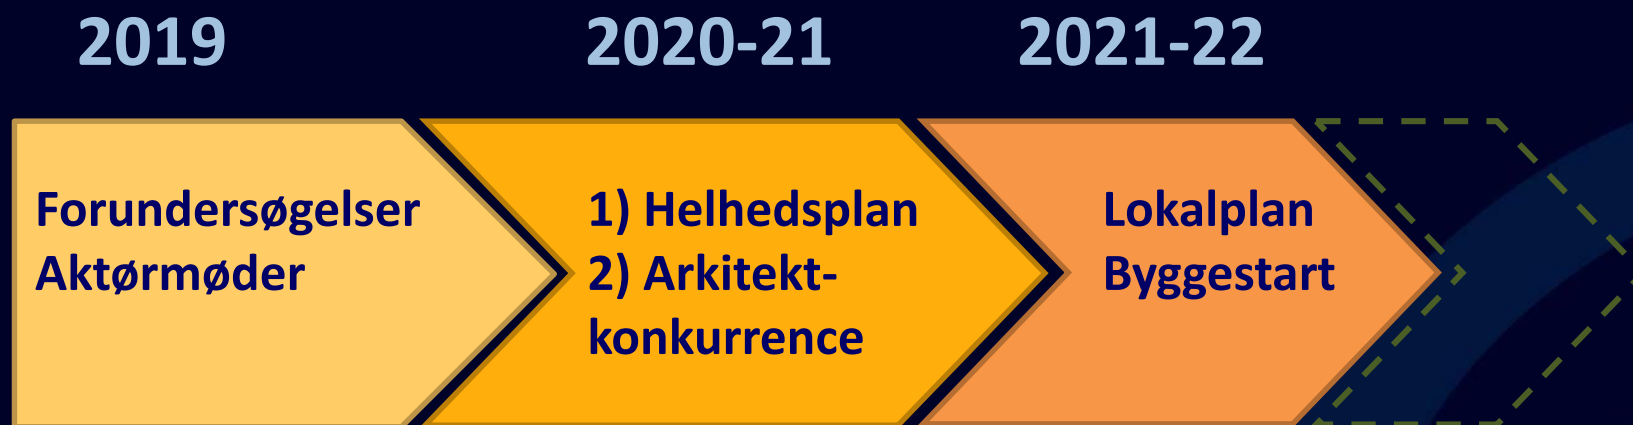 2019
2020-21
2021-22
Forundersøgelser
Aktørmøder
1) Helhedsplan
2) Arkitekt-
konkurrence
Lokalplan
Byggestart